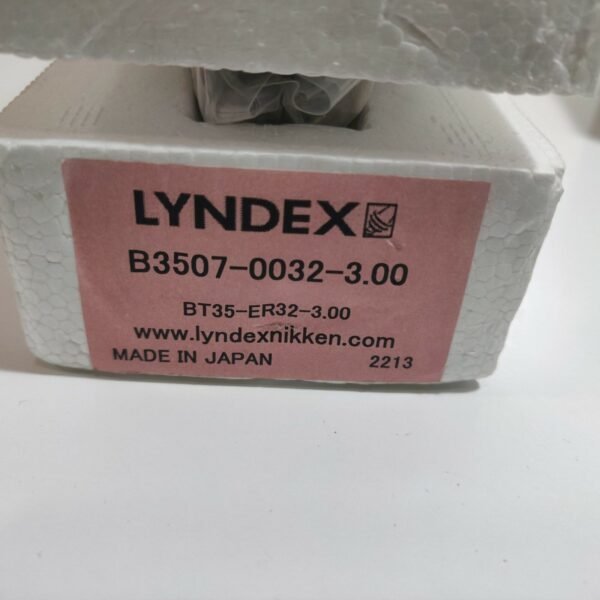 LYNDEX
B3507-0032-3.00
BT35-ER32-3.00
www.lyndexnikken.com
MADE IN JAPAN 2213